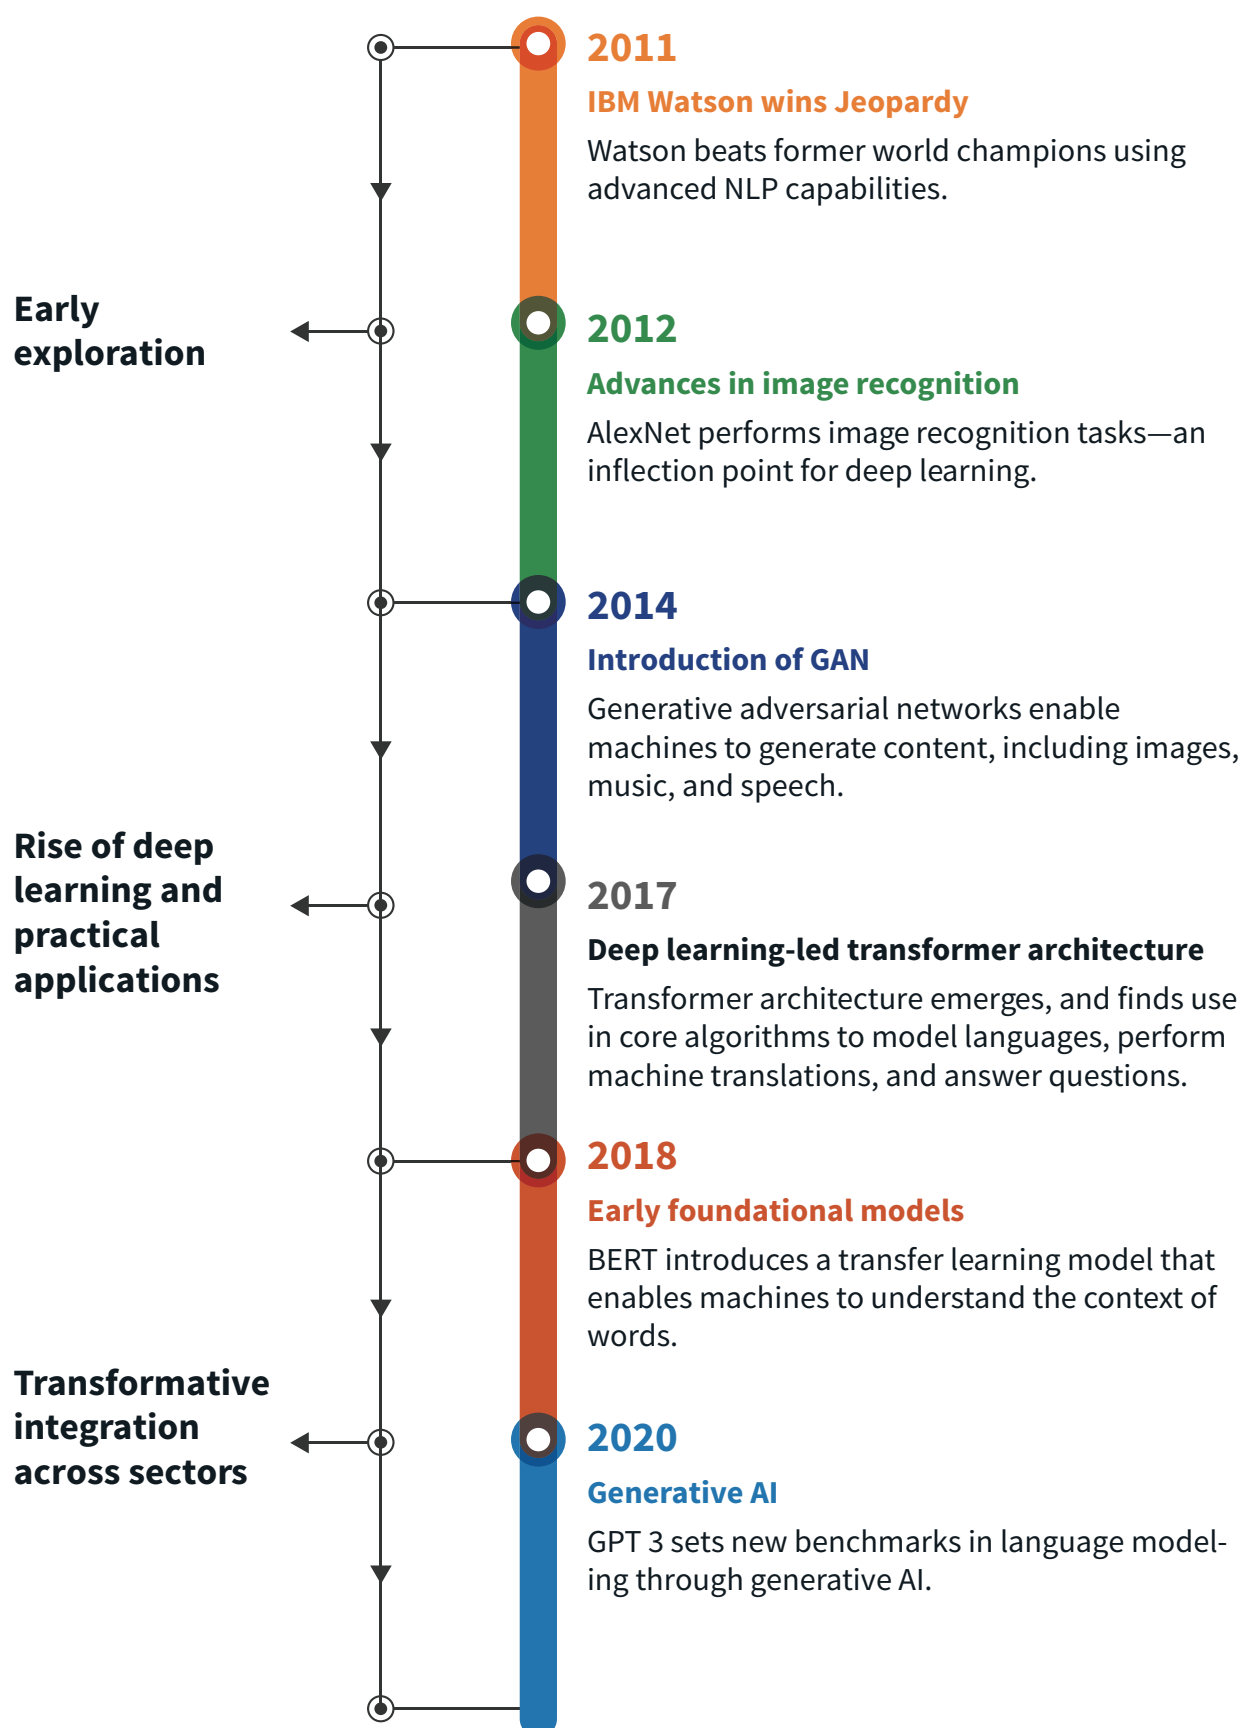 2011
IBM Watson wins Jeopardy
Watson beats former world champions using
advanced NLP capabilities.
Early
exploration
2012
Advances in image recognition
AlexNet performs image recognition tasks—an
inflection point for deep learning.
2014
Introduction of GAN
Generative adversarial networks enable
machines to generate content, including images,
music, and speech.
Rise of deep
learning and
practical
applications
2017
Deep learning-led transformer architecture
Transformer architecture emerges, and finds use
in core algorithms to model languages, perform
machine translations, and answer questions.
2018
Early foundational models
BERT introduces a transfer learning model that
enables machines to understand the context of
words.
Transformative
integration
across sectors
2020
Generative AI
GPT 3 sets new benchmarks in language model-
ing through generative AI.